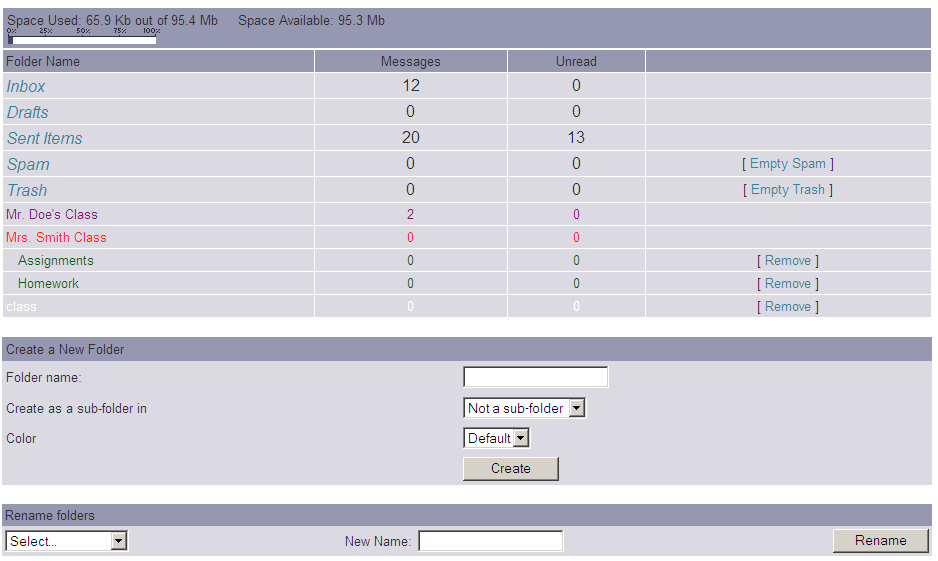 Space Used: 65.9 Kb out of 95.4 Mb Space Available: 95.3 Mb
0% 25% 50% 75% 100%
Folder Name Messages Unread
Inbox 12 0
Drafts 0 0
Sent Items 20 13
Spam 0 0 [ Empty Spam ]
Trash 0 0 [ Empty Trash ]
Mr. Doe's Class 2 0
Mrs. Smith Class 0 0
Assignments 0 0 [ Remove ]
Homework 0 0 [ Remove ]
class 0 0 [ Remove ]
Create a New Folder
Folder name:
Create as a sub-folder in Not a sub-folder
Color Default
Create
Rename folders
Select... New Name: Rename